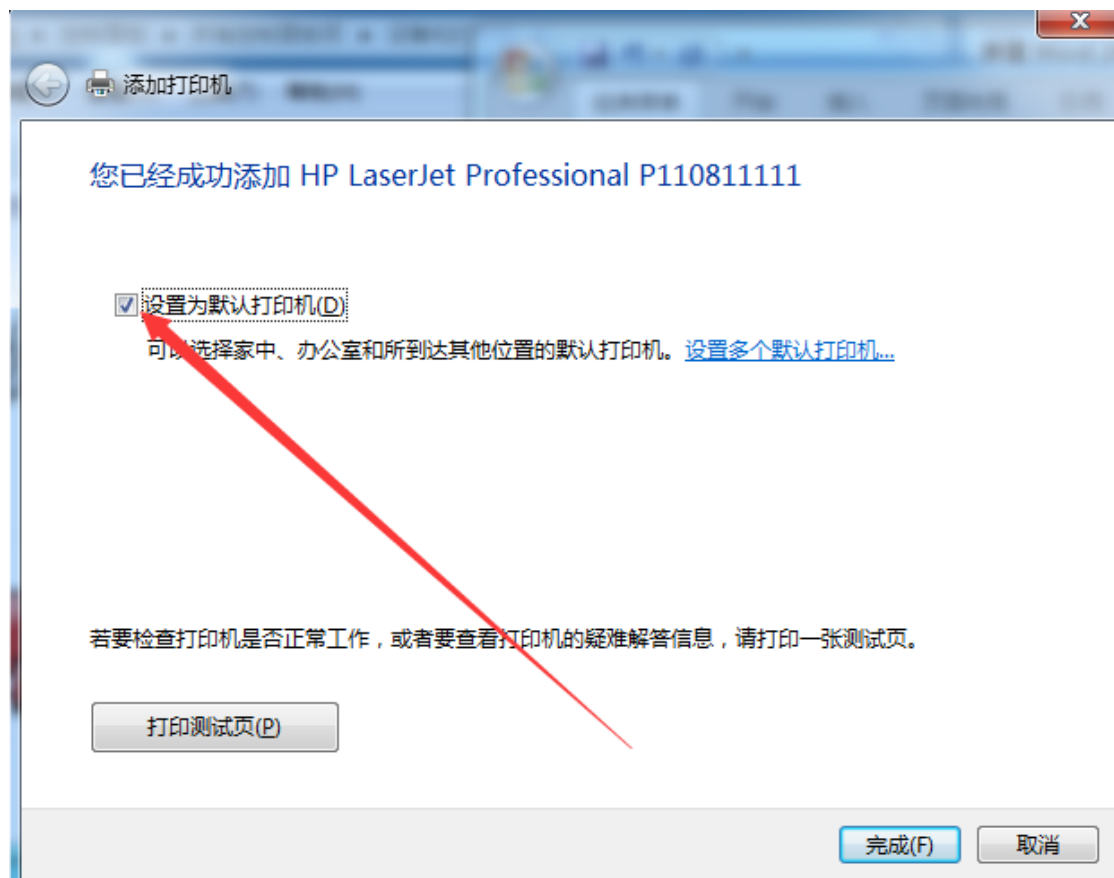 添加打印机
您已经成功添加 HP LaserJet Professional P110811111
设置为默认打印机(D)
可以选择家中、办公室和所到达其他位置的默认打印机。设置多个默认打印机...
若要检查打印机是否正常工作，或者要查看打印机的疑难解答信息，请打印一张测试页。
打印测试页(P)
完成(F)
取消